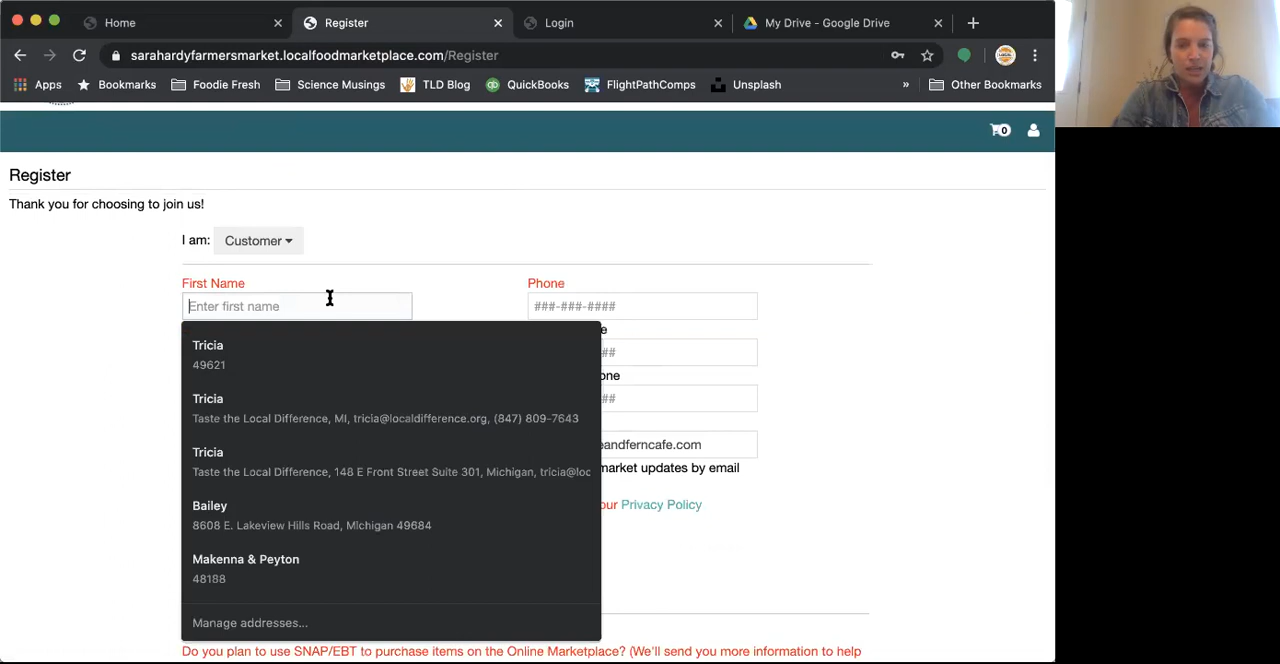 Home
Register
Login
My Drive - Google Drive
sarahardyfarmersmarket.localfoodmarketplace.com/Register
Apps
Bookmarks
Foodie Fresh
Science Musings
TLD Blog
QuickBooks
FlightPathComps
Unsplash
»
Other Bookmarks
0
Register
Thank you for choosing to join us!
I am: Customer
First Name
Enter first name
Phone
###-###-####
e
##
one
##
eandferncafe.com
market updates by email
our Privacy Policy
Tricia
49621
Tricia
Taste the Local Difference, MI, tricia@localdifference.org, (847) 809-7643
Tricia
Taste the Local Difference, 148 E Front Street Suite 301, Michigan, tricia@loc
Bailey
8608 E. Lakeview Hills Road, MIchigan 49684
Makenna & Peyton
48188
Manage addresses...
Do you plan to use SNAP/EBT to purchase items on the Online Marketplace? (We'll send you more information to help